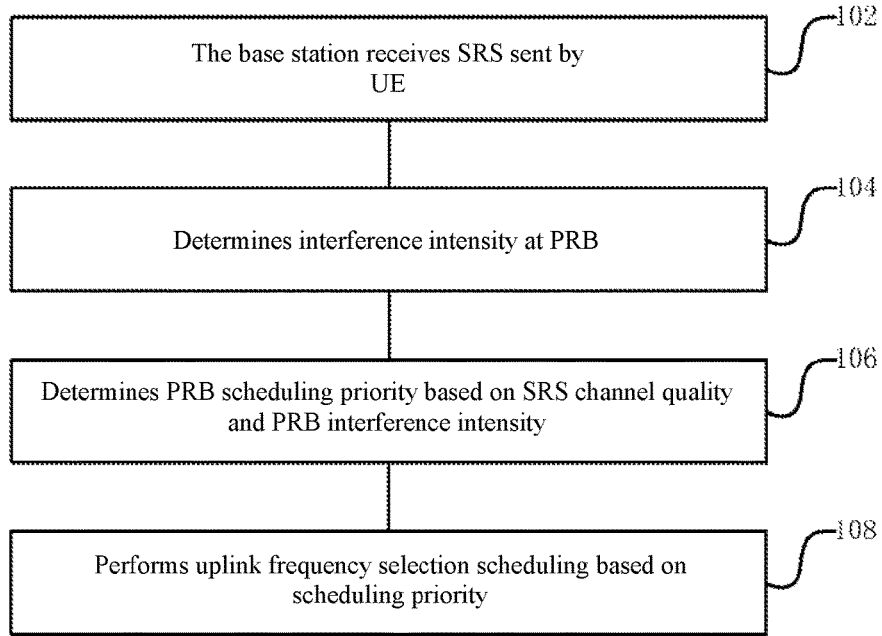 102
The base station receives SRS sent by
UE
104
Determines interference intensity at PRB
106
Determines PRB scheduling priority based on SRS channel quality
and PRB interference intensity
108
Performs uplink frequency selection scheduling based on
scheduling priority